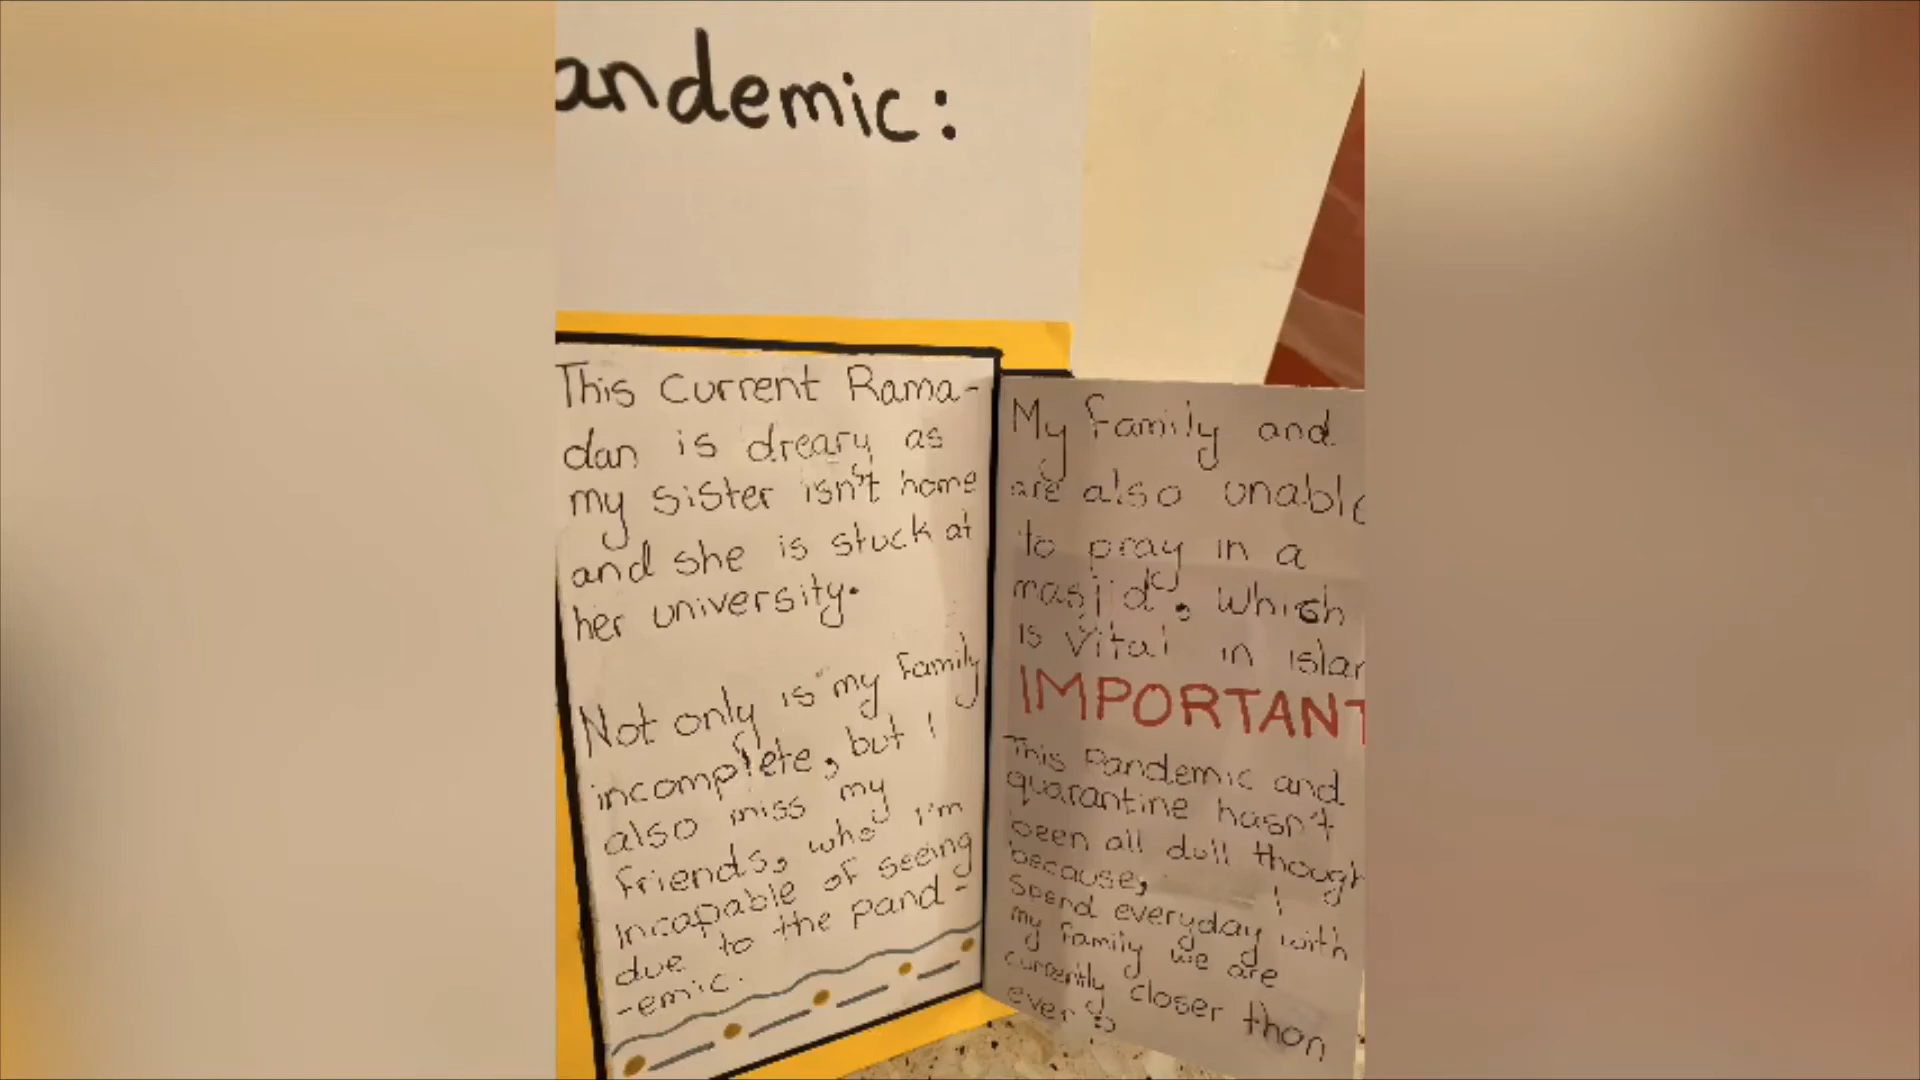 andemic:
This current Rama-
dan is dreary as
my sister isn't home
and she is stuck at
her university.
Not only is my family
incomplete, but I
also miss my
friends, who I'm
incapable of seeing
due to the pand-
-emic.
My family and
are also unable
to pray in a
masjid, which
is vital in islam
IMPORTANT
This Pandemic and
quarantine hasn't
been all dull though
because, I
spend everyday with
my family we are
currently closer than
ever